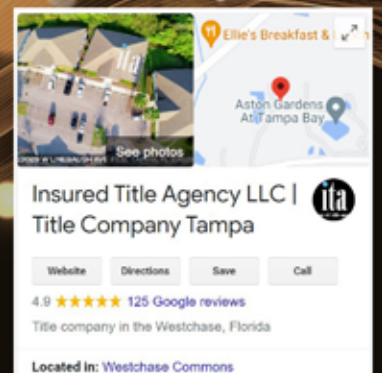 Ellie's Breakfast &
Aston Gardens
At Tampa Bay
See photos
Insured Title Agency LLC |
Title Company Tampa
ita
Website
Directions
Save
Call
4.9 ★★★★★ 125 Google reviews
Title company in the Westchase, Florida
Located in: Westchase Commons